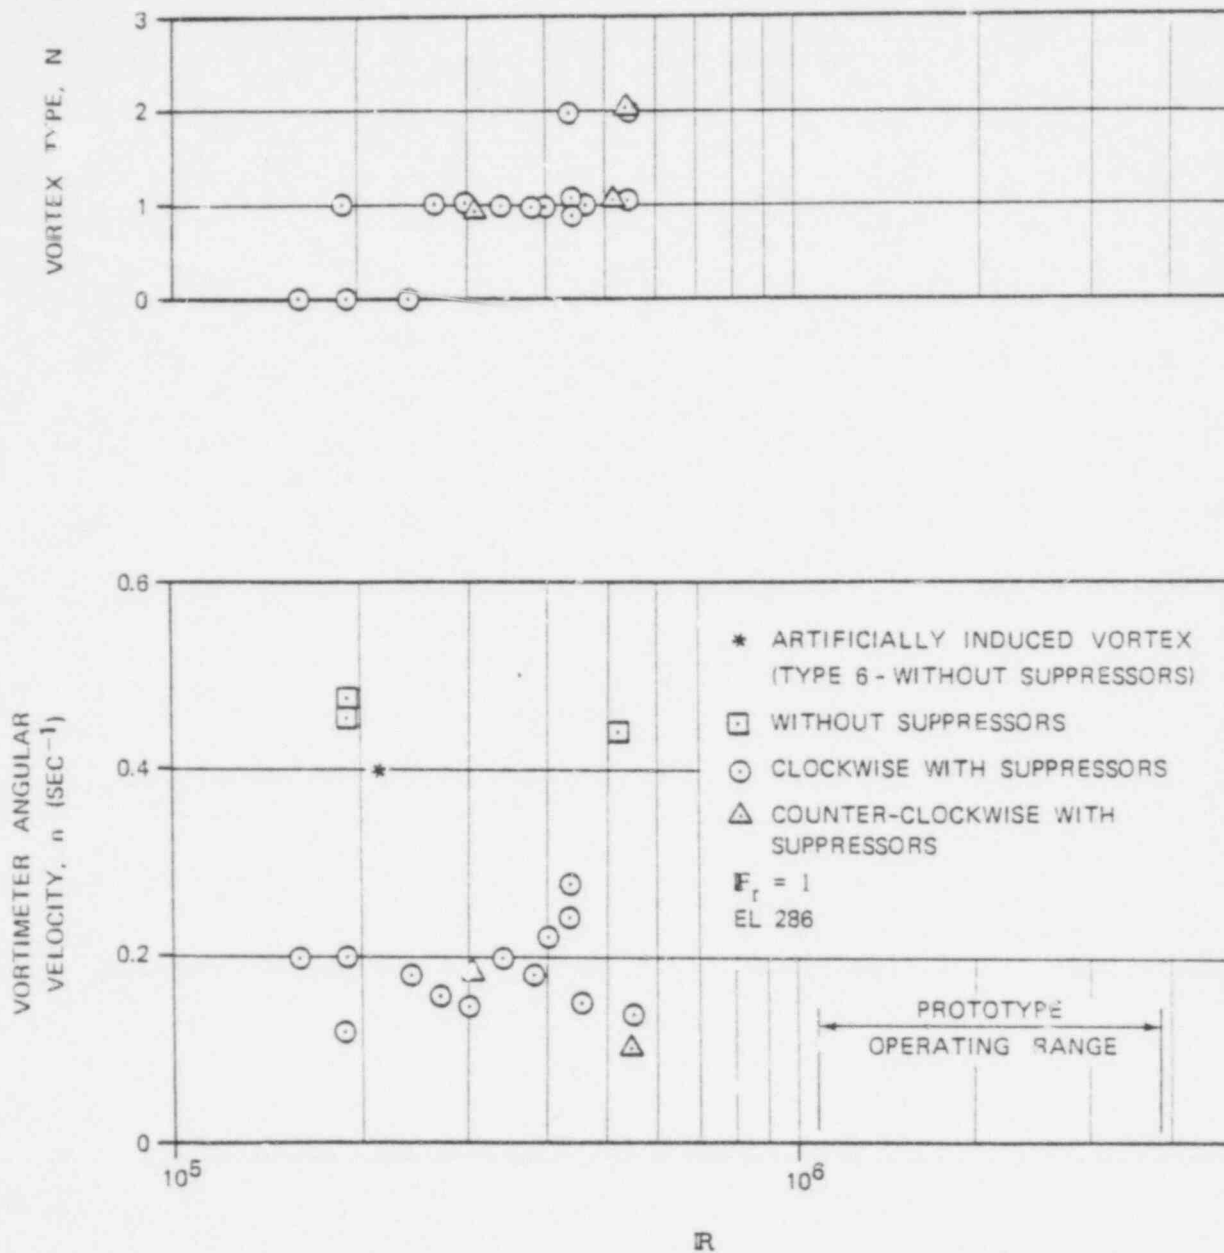 VORTEX TYPE, N
3
2
1
0
VORTIMETER ANGULAR
VELOCITY, n (SEC⁻¹)
0.6
0.4
0.2
0
* ARTIFICIALLY INDUCED VORTEX
(TYPE 6 - WITHOUT SUPPRESSORS)
WITHOUT SUPPRESSORS
CLOCKWISE WITH SUPPRESSORS
COUNTER-CLOCKWISE WITH
SUPPRESSORS
𝔽r = 1
EL 286
PROTOTYPE
OPERATING RANGE
10⁵
10⁶
ℝ